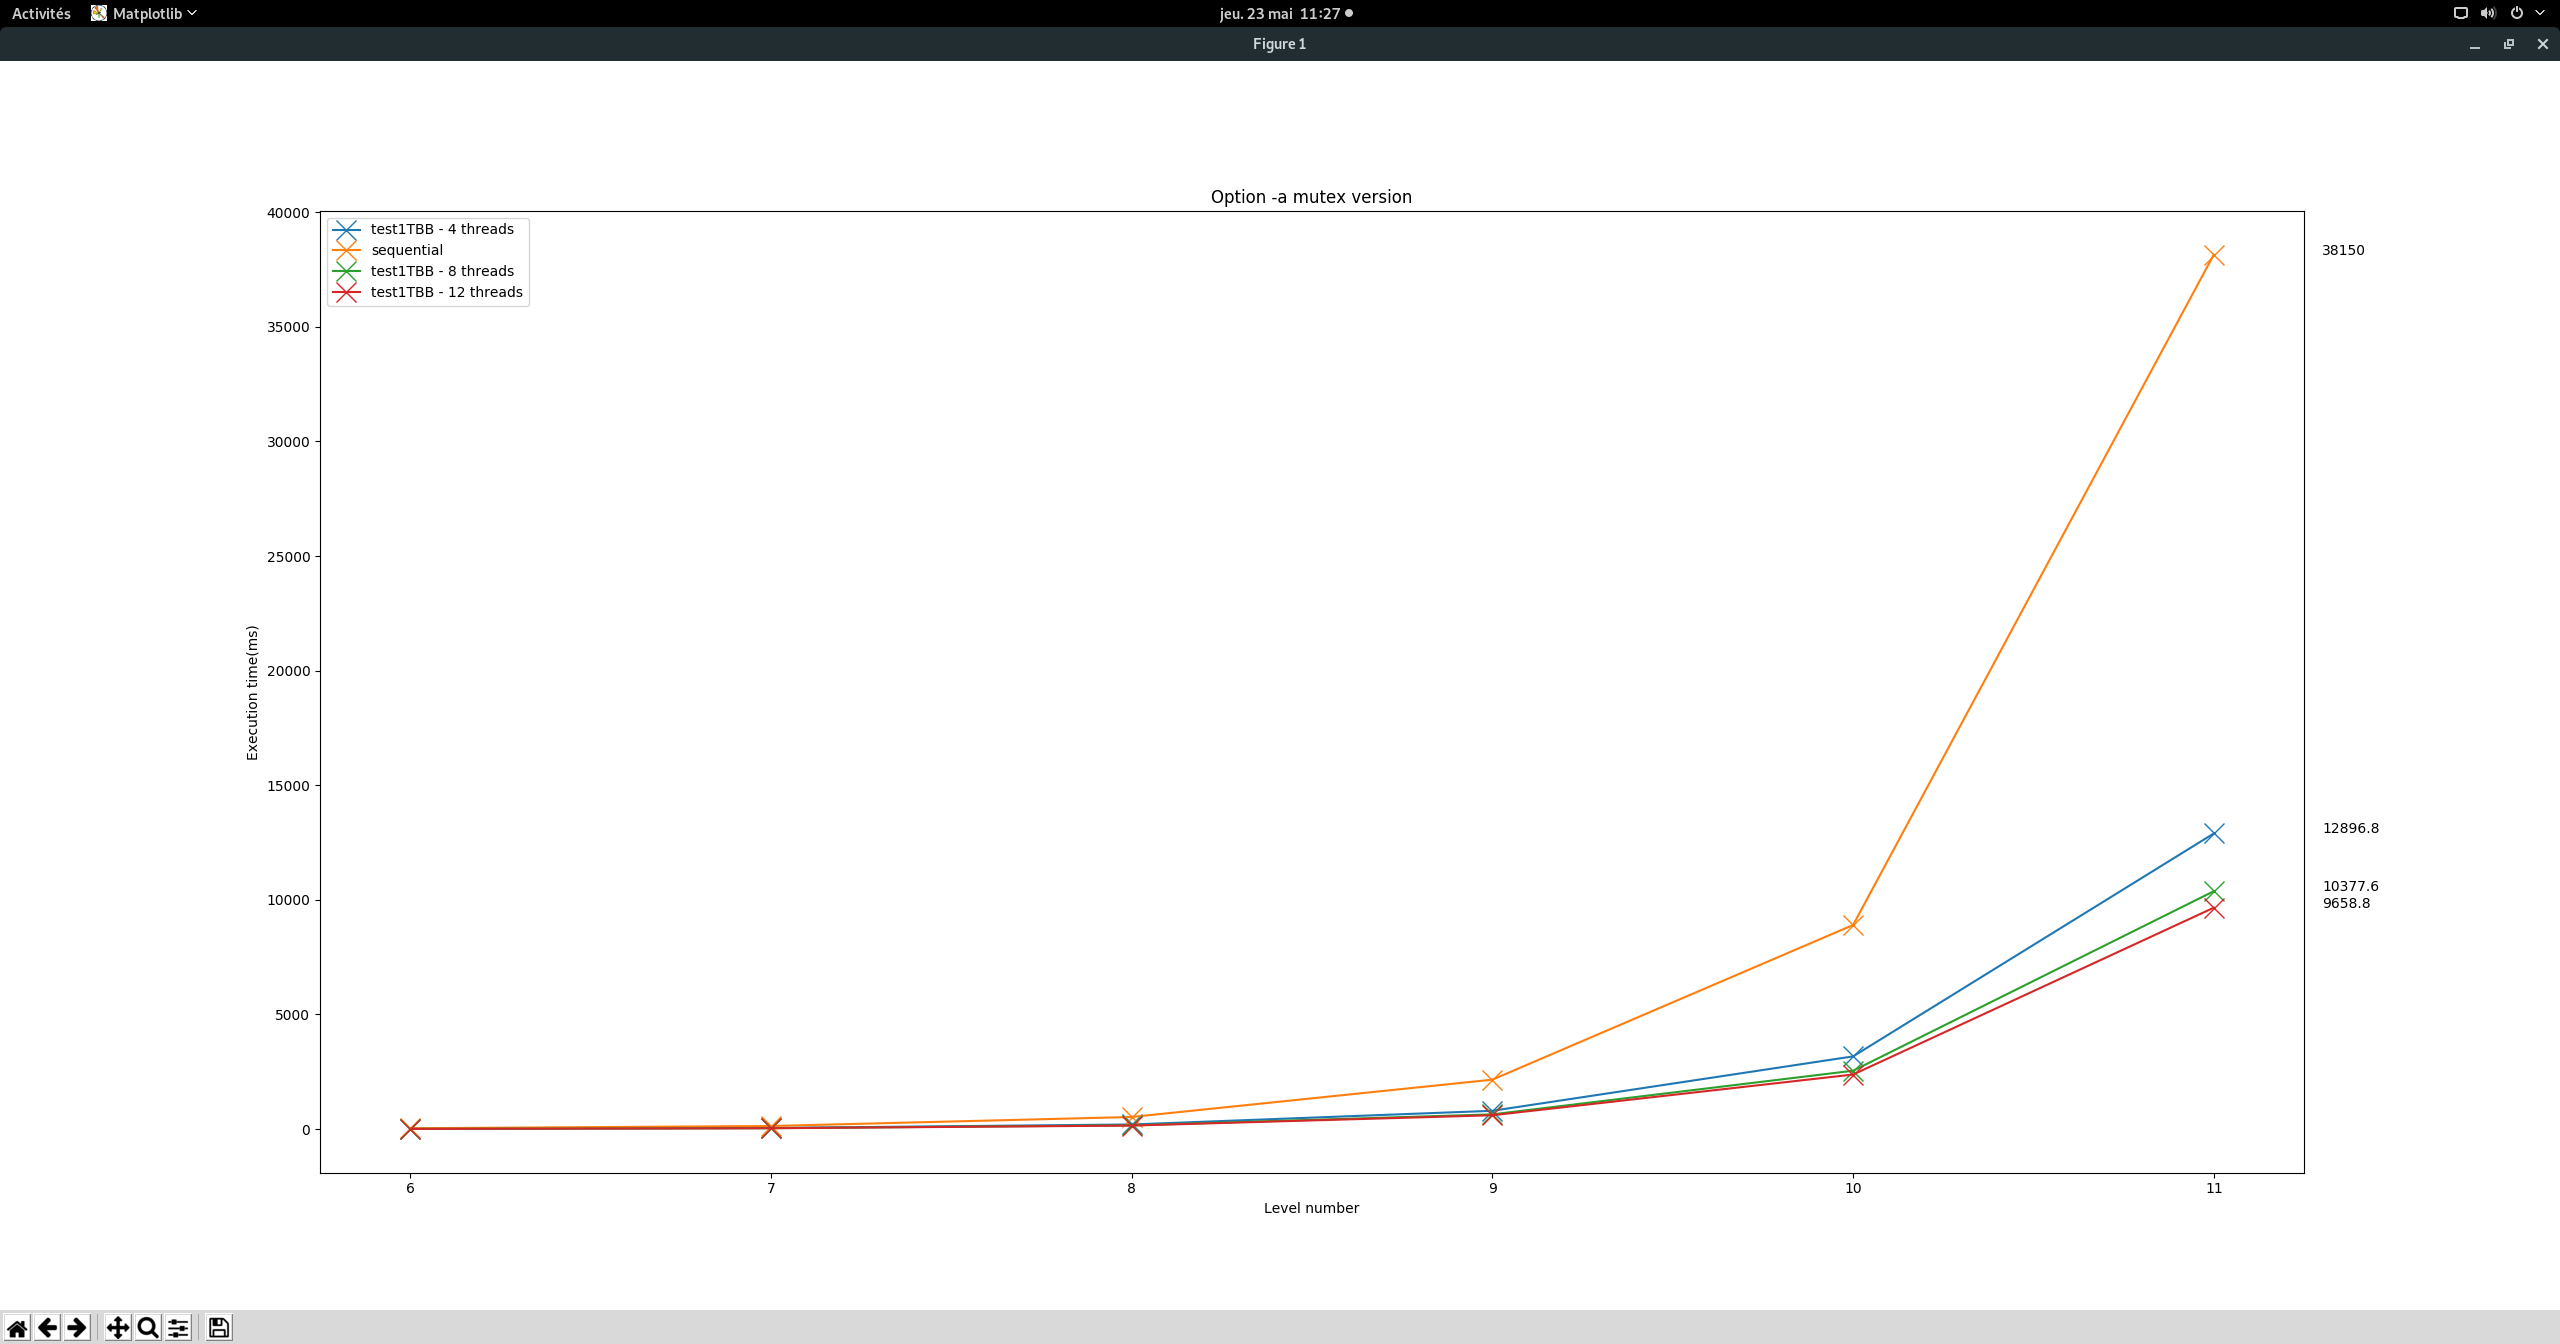 Activités Matplotlib jeu. 23 mai 11:27
Figure 1
Option -a mutex version
test1TBB - 4 threads
sequential
test1TBB - 8 threads
test1TBB - 12 threads
40000
35000
30000
25000
20000
15000
10000
5000
0
Execution time(ms)
38150
12896.8
10377.6
9658.8
6 7 8 9 10 11
Level number